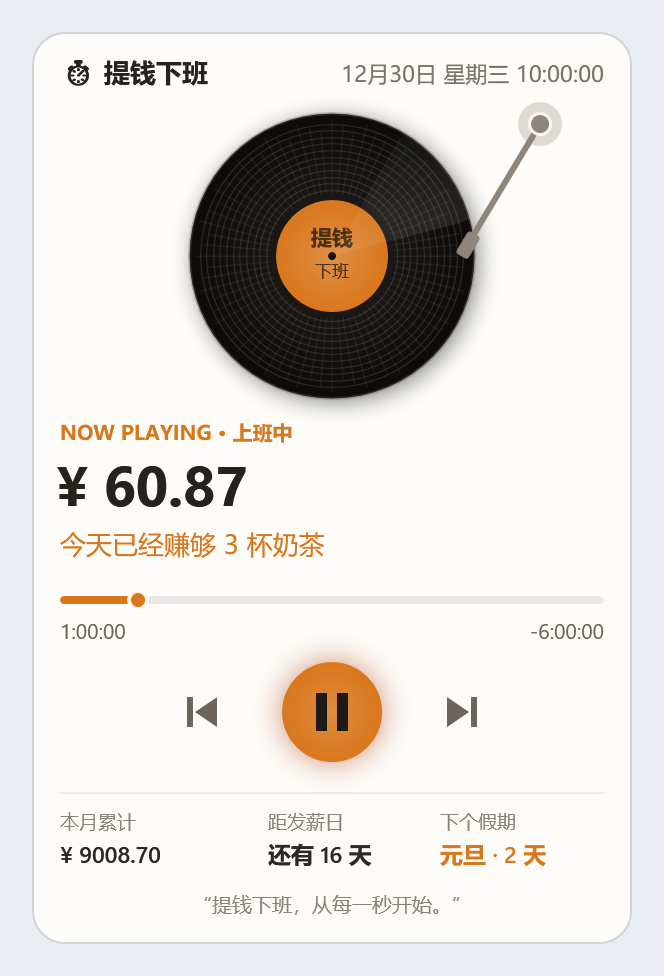 提钱下班
12月30日 星期三 10:00:00
提钱
下班
NOW PLAYING • 上班中
¥ 60.87
今天已经赚够 3 杯奶茶
1:00:00
-6:00:00
本月累计
距发薪日
下个假期
¥ 9008.70
还有 16 天
元旦 · 2 天
“提钱下班，从每一秒开始。”